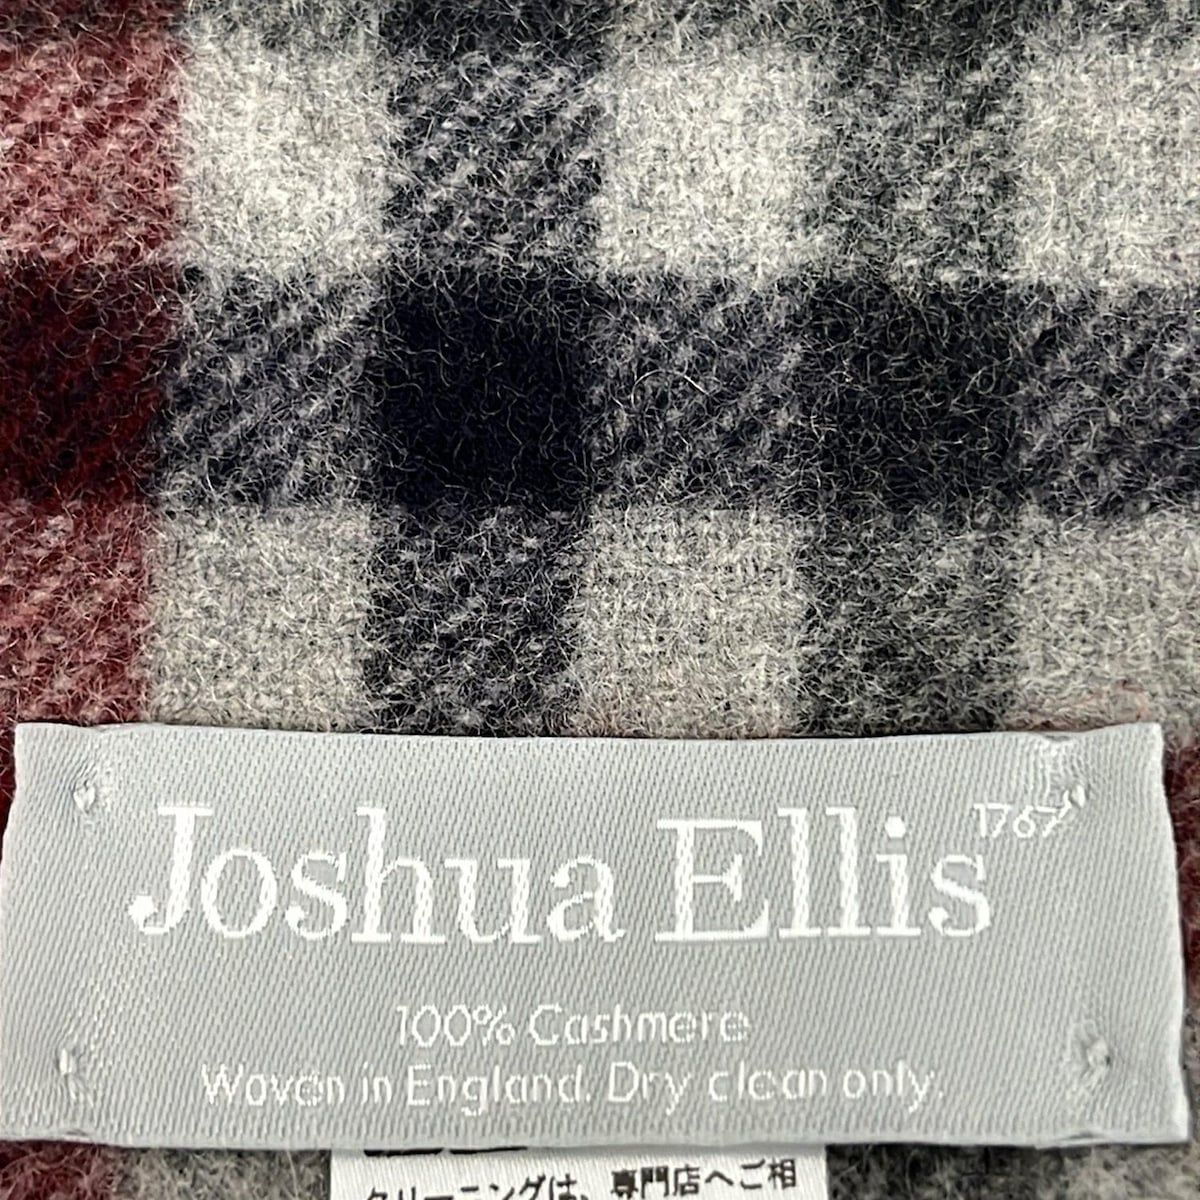 Joshua Ellis 1767
100% Cashmere
Woven in England. Dry clean only.
クリーニングは、専門店へご相